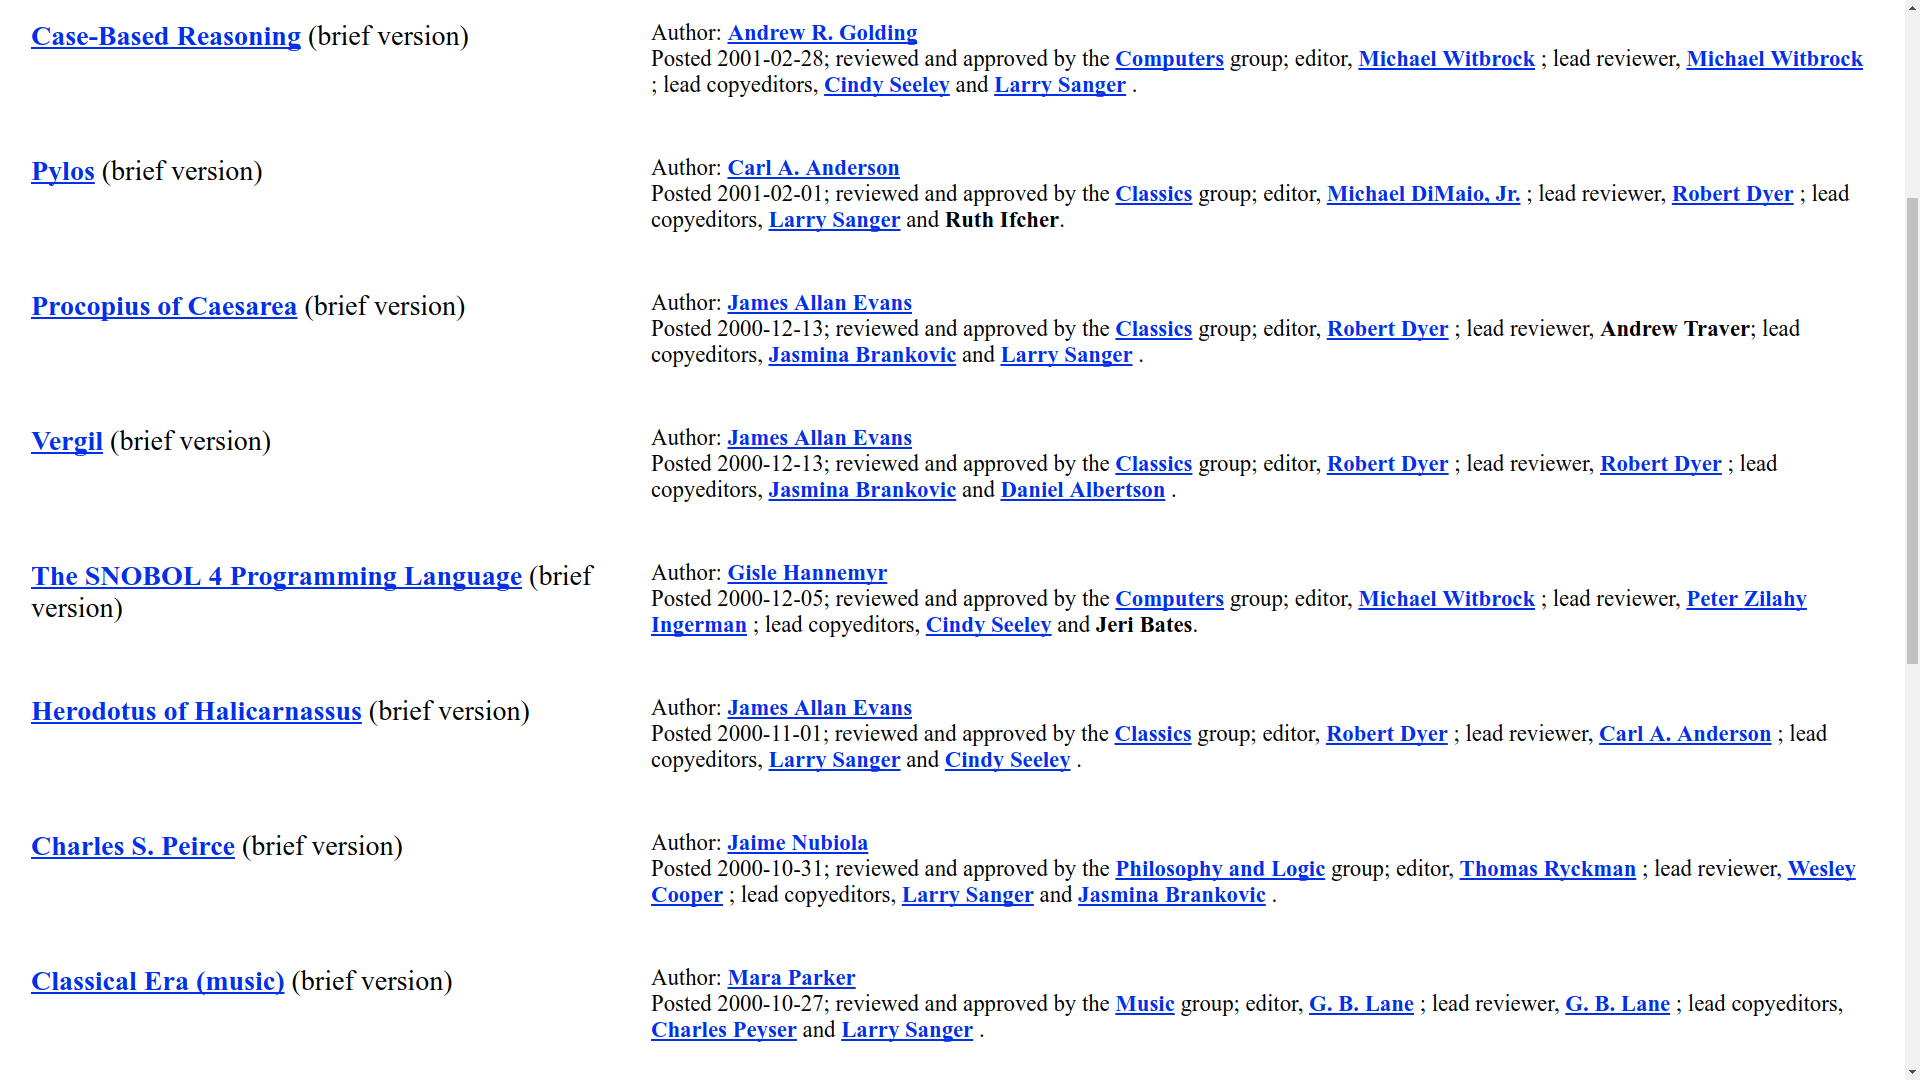 Case-Based Reasoning (brief version)
Author: Andrew R. Golding
Posted 2001-02-28; reviewed and approved by the Computers group; editor, Michael Witbrock ; lead reviewer, Michael Witbrock
; lead copyeditors, Cindy Seeley and Larry Sanger .
Pylos (brief version)
Author: Carl A. Anderson
Posted 2001-02-01; reviewed and approved by the Classics group; editor, Michael DiMaio, Jr. ; lead reviewer, Robert Dyer ; lead
copyeditors, Larry Sanger and Ruth Ifcher.
Procopius of Caesarea (brief version)
Author: James Allan Evans
Posted 2000-12-13; reviewed and approved by the Classics group; editor, Robert Dyer ; lead reviewer, Andrew Traver; lead
copyeditors, Jasmina Brankovic and Larry Sanger .
Vergil (brief version)
Author: James Allan Evans
Posted 2000-12-13; reviewed and approved by the Classics group; editor, Robert Dyer ; lead reviewer, Robert Dyer ; lead
copyeditors, Jasmina Brankovic and Daniel Albertson .
The SNOBOL 4 Programming Language (brief
version)
Author: Gisle Hannemyr
Posted 2000-12-05; reviewed and approved by the Computers group; editor, Michael Witbrock ; lead reviewer, Peter Zilahy
Ingerman ; lead copyeditors, Cindy Seeley and Jeri Bates.
Herodotus of Halicarnassus (brief version)
Author: James Allan Evans
Posted 2000-11-01; reviewed and approved by the Classics group; editor, Robert Dyer ; lead reviewer, Carl A. Anderson ; lead
copyeditors, Larry Sanger and Cindy Seeley .
Charles S. Peirce (brief version)
Author: Jaime Nubiola
Posted 2000-10-31; reviewed and approved by the Philosophy and Logic group; editor, Thomas Ryckman ; lead reviewer, Wesley
Cooper ; lead copyeditors, Larry Sanger and Jasmina Brankovic .
Classical Era (music) (brief version)
Author: Mara Parker
Posted 2000-10-27; reviewed and approved by the Music group; editor, G. B. Lane ; lead reviewer, G. B. Lane ; lead copyeditors,
Charles Peyser and Larry Sanger .